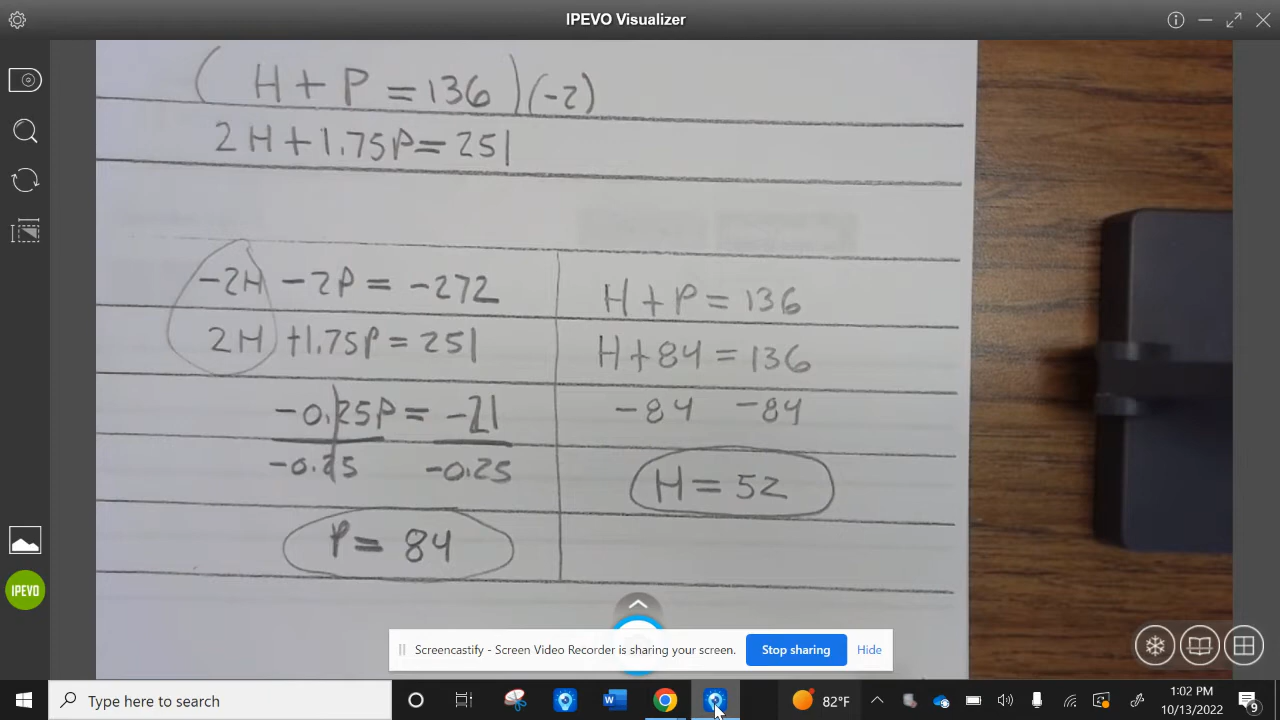 IPEVO Visualizer
(H + P = 136)(-2)
2H + 1.75P = 251
-2H - 2P = -272
2H + 1.75P = 251
-0.25P = -21
-0.25 -0.25
P = 84
H + P = 136
H + 84 = 136
-84 -84
H = 52
IPEVO
Screencastify - Screen Video Recorder is sharing your screen.
Stop sharing
Hide
Type here to search
W
82°F
1:02 PM
10/13/2022
9